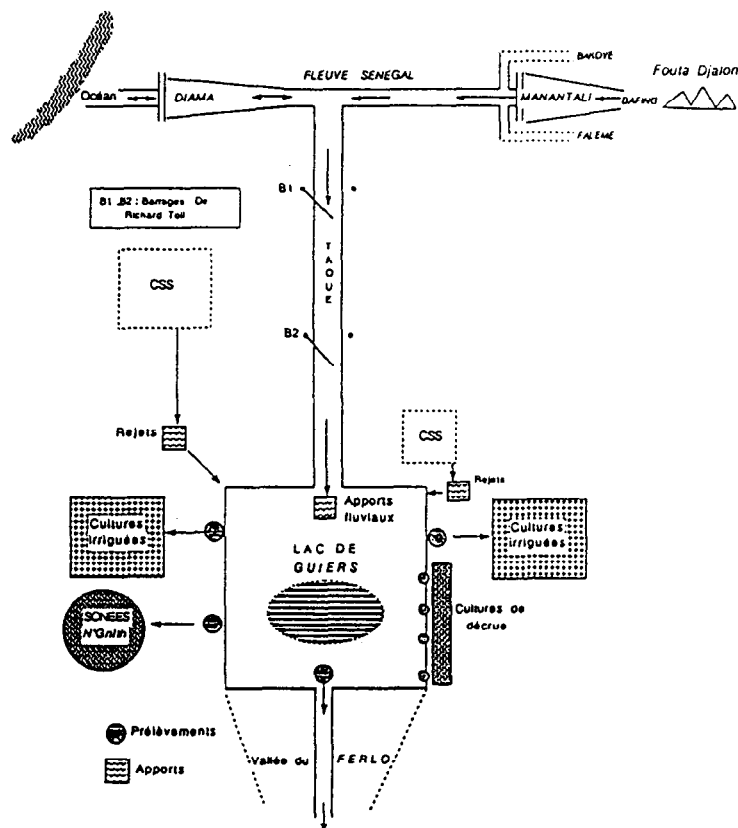 BAKOYE
FLEUVE SENEGAL
Fouta Djalon
Océan
DIAMA
MANANTALI
BAFING
FALEME
B1
B1 ,B2 : Barrages De
Richard Toll
CSS
TAOUE
B2
Rejets
CSS
Rejets
Apports
fluviaux
Cultures
irriguées
Cultures
irriguées
LAC DE
GUIERS
Cultures de
décrue
SONEES
N'Gnith
Prélèvements
Apports
Vallée du FERLO